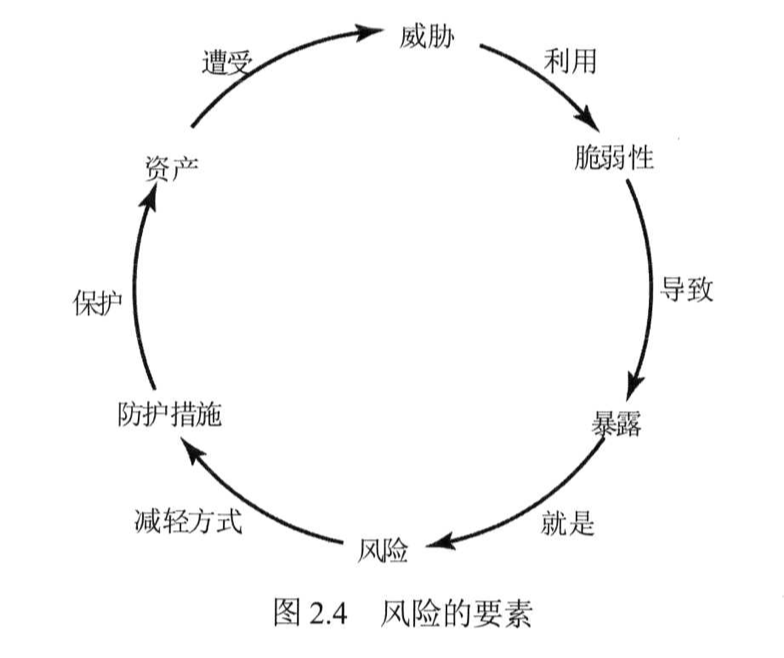 威胁
遭受
利用
脆弱性
资产
导致
保护
防护措施
暴露
减轻方式
就是
风险
图 2.4 风险的要素